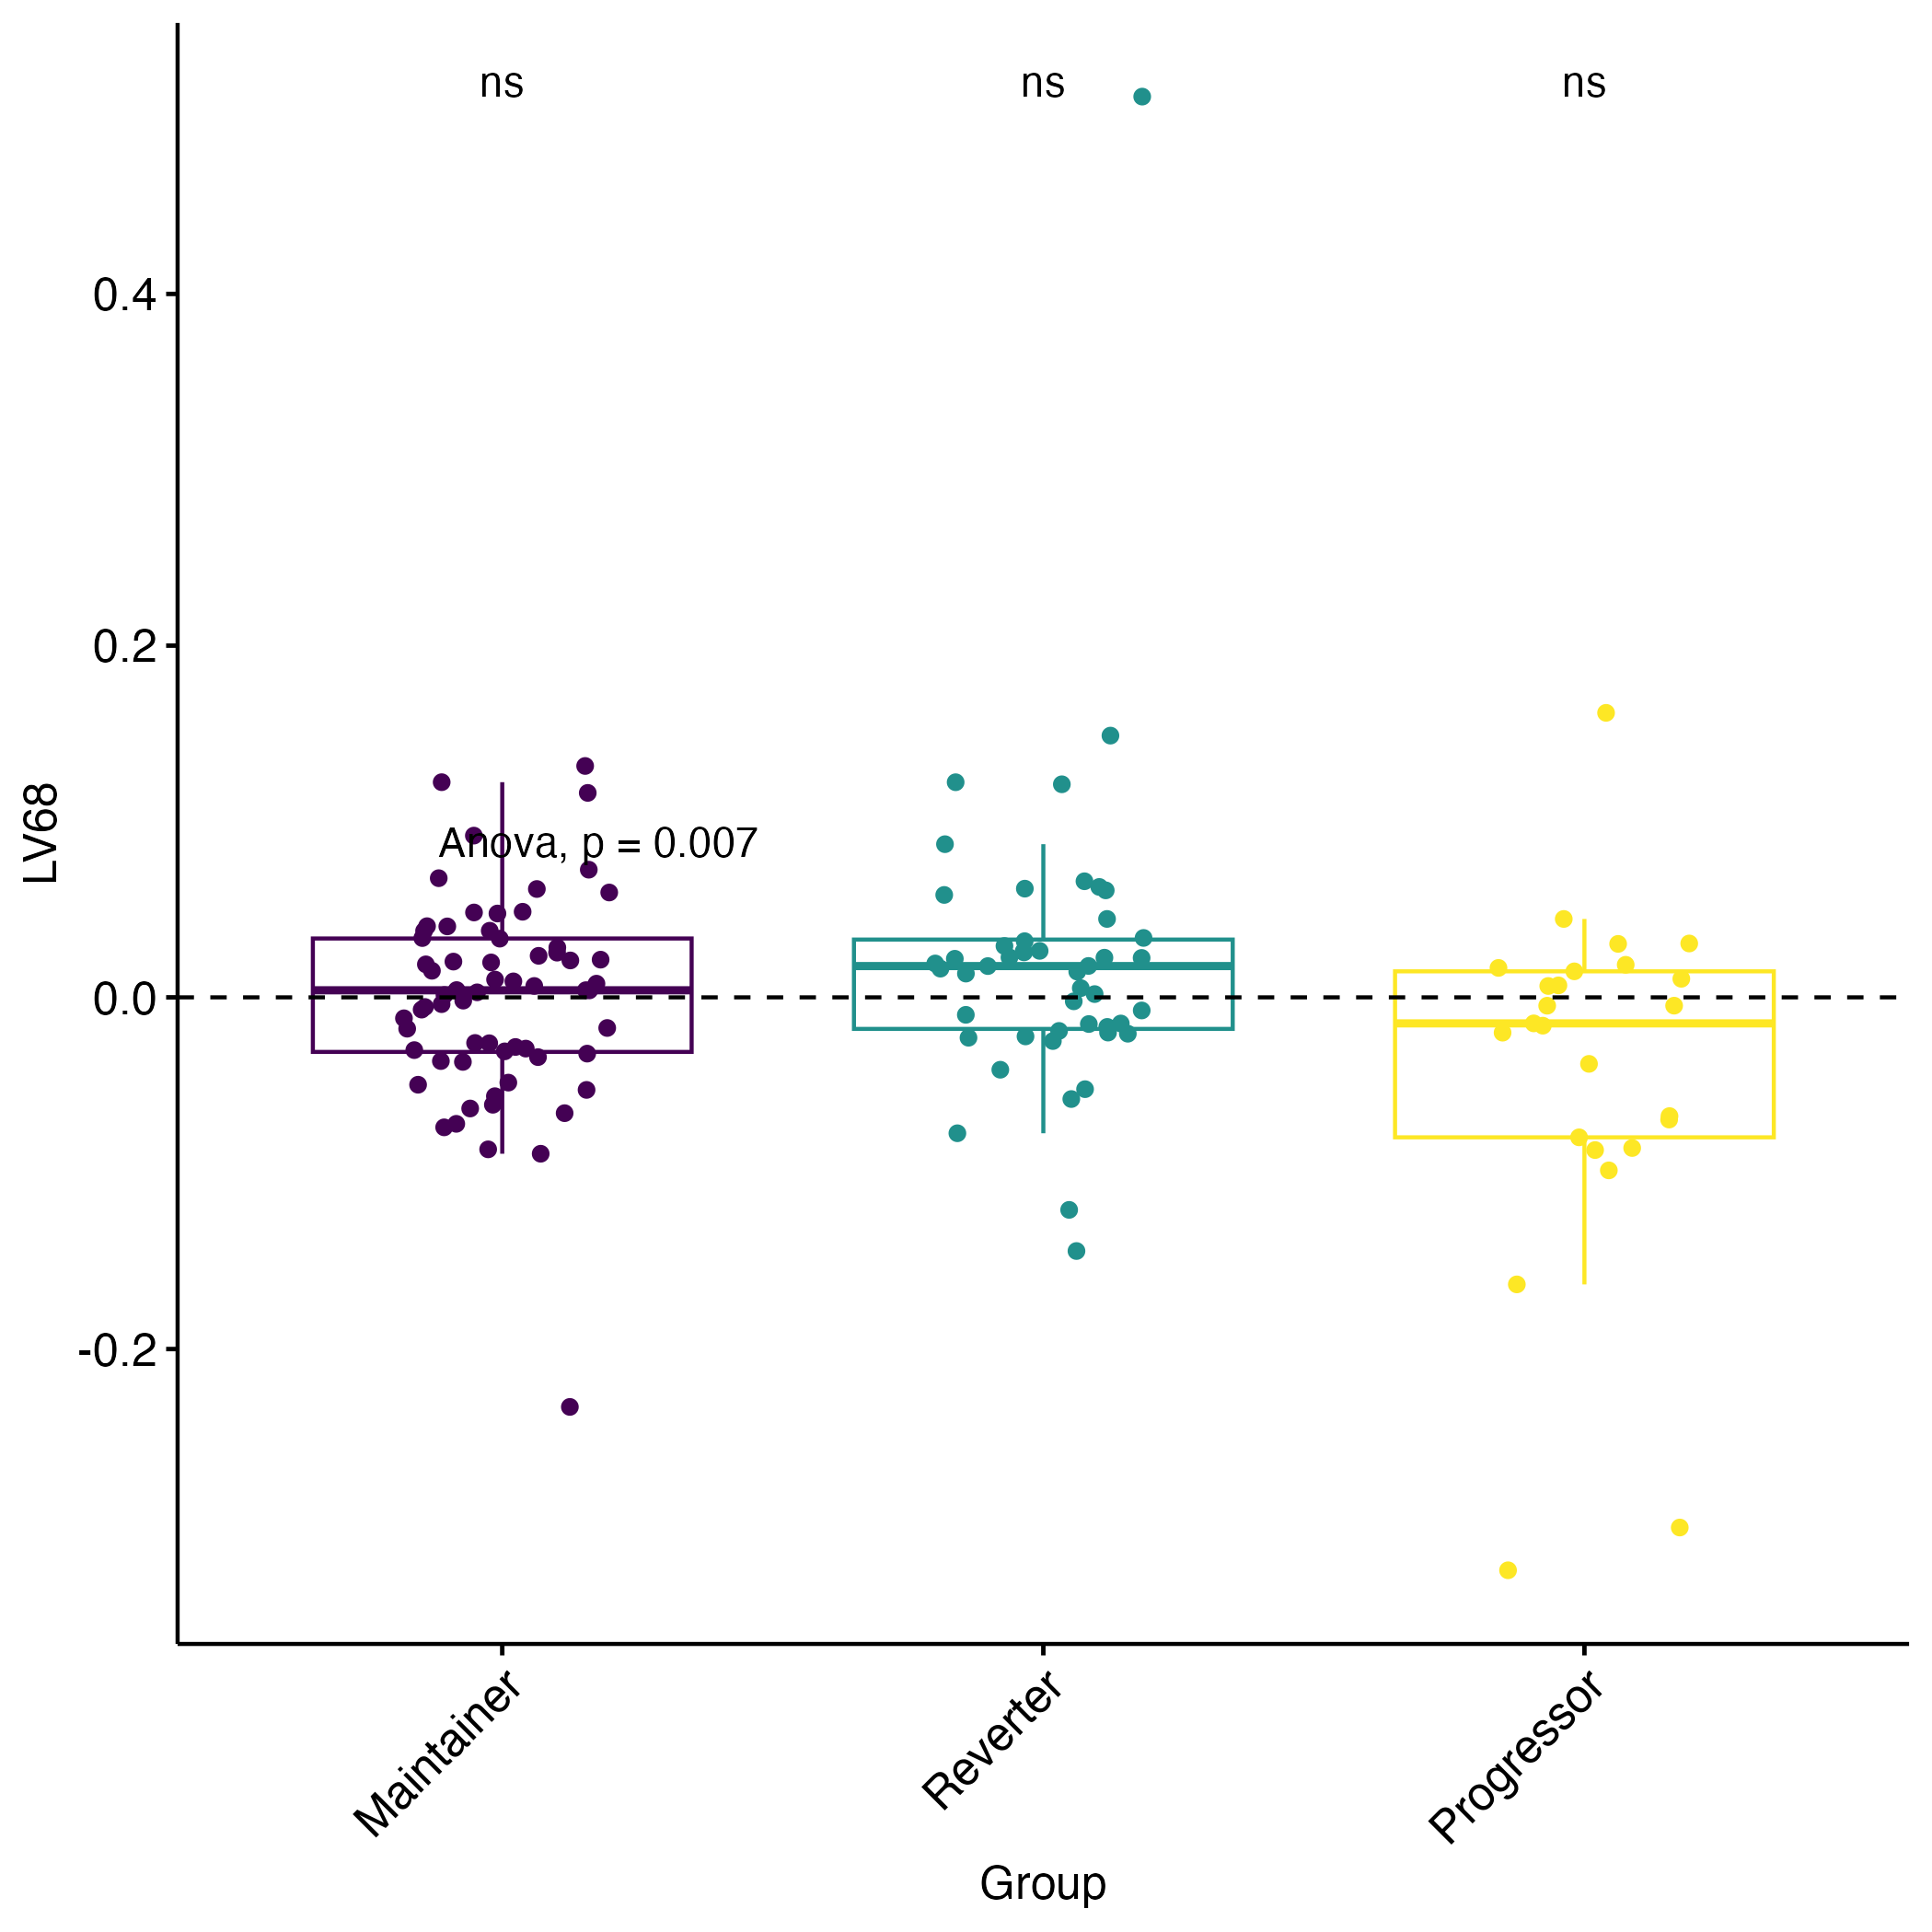 ns ns ns
0.4
0.2
Anova, p = 0.007
0.0
-0.2
LV68
Maintainer Reverter Progressor
Group